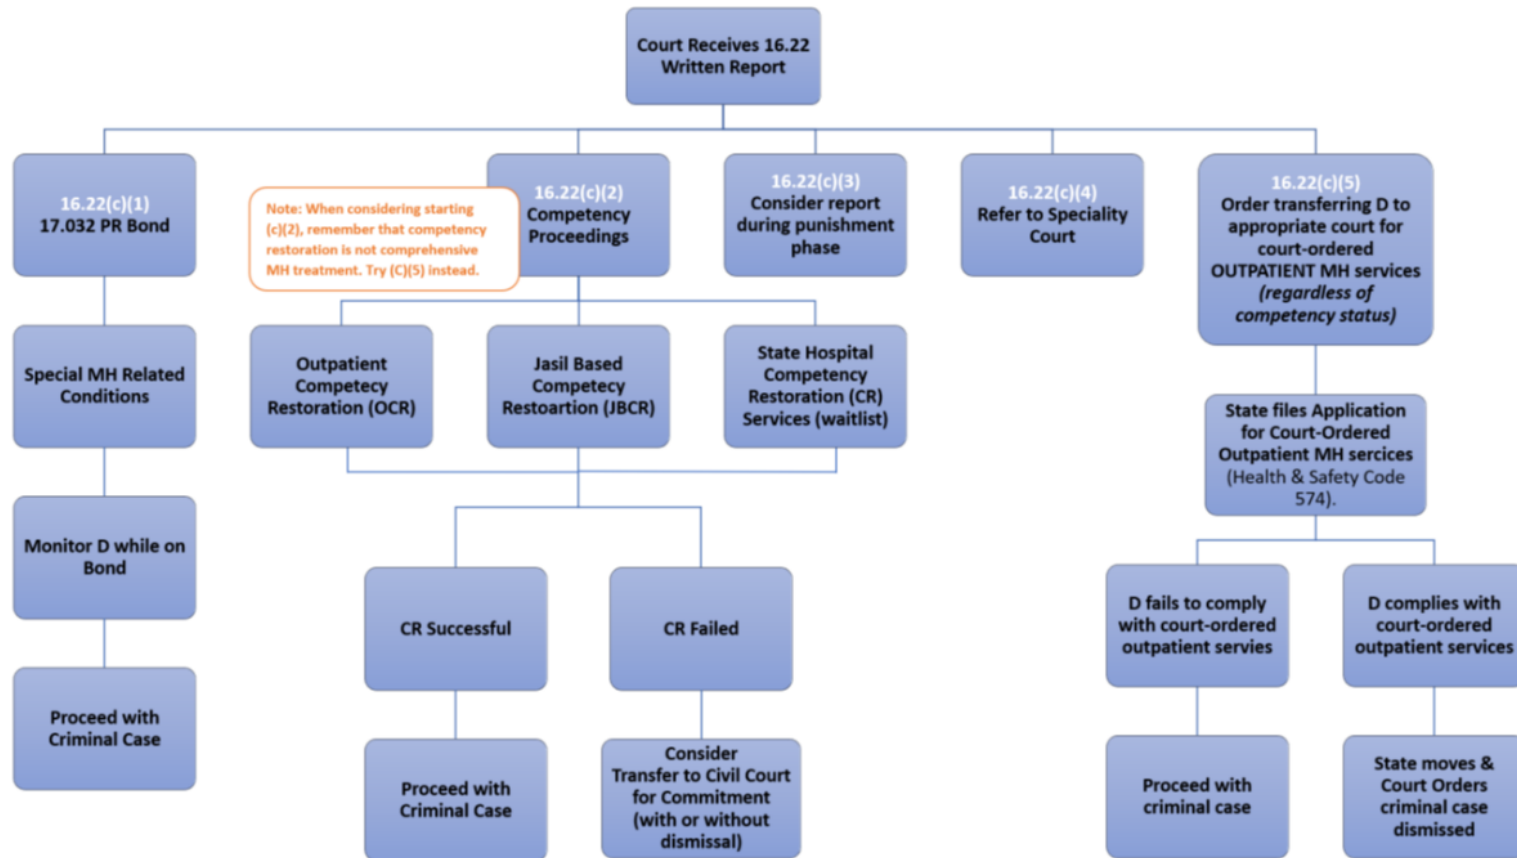 Court Receives 16.22
Written Report
16.22(c)(1)
17.032 PR Bond
Note: When considering starting
(c)(2), remember that competency
restoration is not comprehensive
MH treatment. Try (C)(5) instead.
16.22(c)(2)
Competency
Proceedings
16.22(c)(3)
Consider report
during punishment
phase
16.22(c)(4)
Refer to Speciality
Court
16.22(c)(5)
Order transferring D to
appropriate court for
court-ordered
OUTPATIENT MH services
(regardless of
competency status)
Special MH Related
Conditions
Outpatient
Competecy
Restoration (OCR)
Jasil Based
Competecy
Restoartion (JBCR)
State Hospital
Competency
Restoration (CR)
Services (waitlist)
State files Application
for Court-Ordered
Outpatient MH sercices
(Health & Safety Code
574).
Monitor D while on
Bond
CR Successful
CR Failed
D fails to comply
with court-ordered
outpatient servies
D complies with
court-ordered
outpatient services
Proceed with
Criminal Case
Proceed with
Criminal Case
Consider
Transfer to Civil Court
for Commitment
(with or without
dismissal)
Proceed with
criminal case
State moves &
Court Orders
criminal case
dismissed